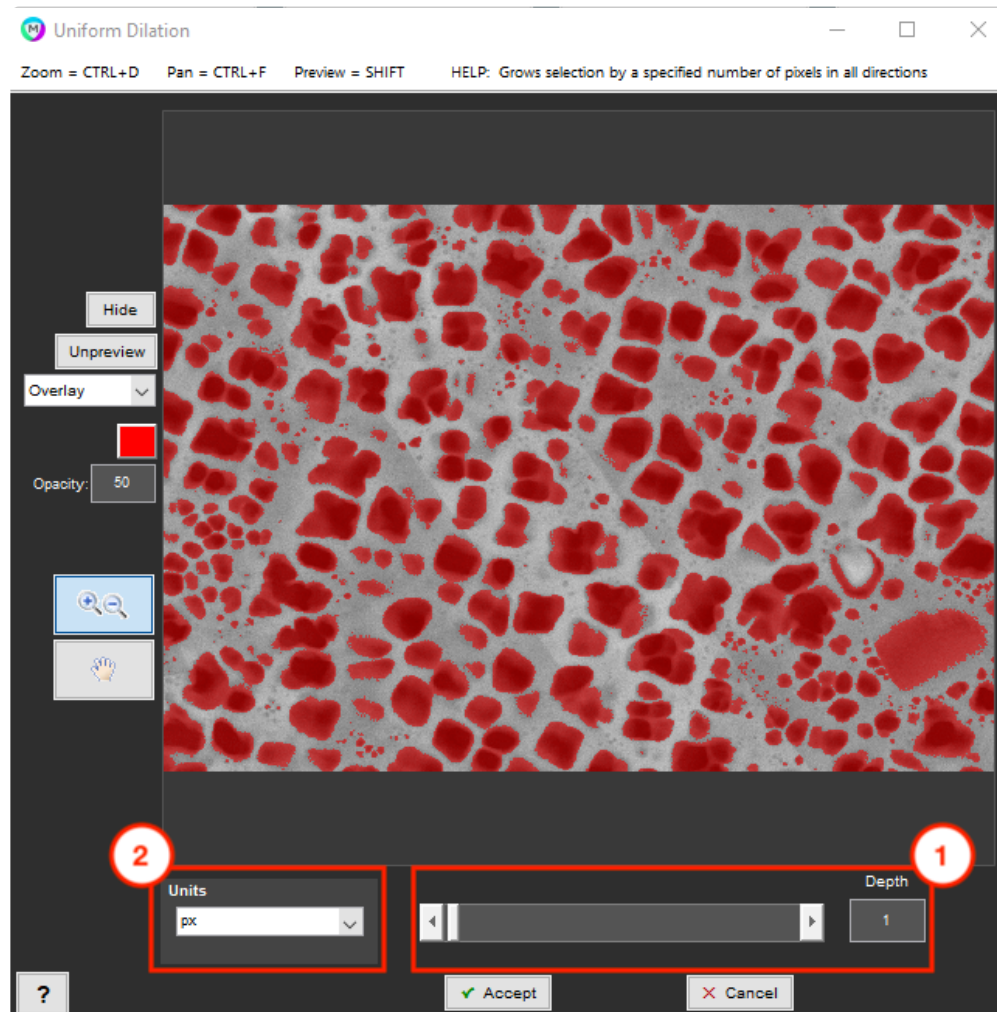 M Uniform Dilation
Zoom = CTRL+D Pan = CTRL+F Preview = SHIFT HELP: Grows selection by a specified number of pixels in all directions
Hide
Unpreview
Overlay
Opacity: 50
2
1
Units
px
Depth
1
?
Accept
Cancel